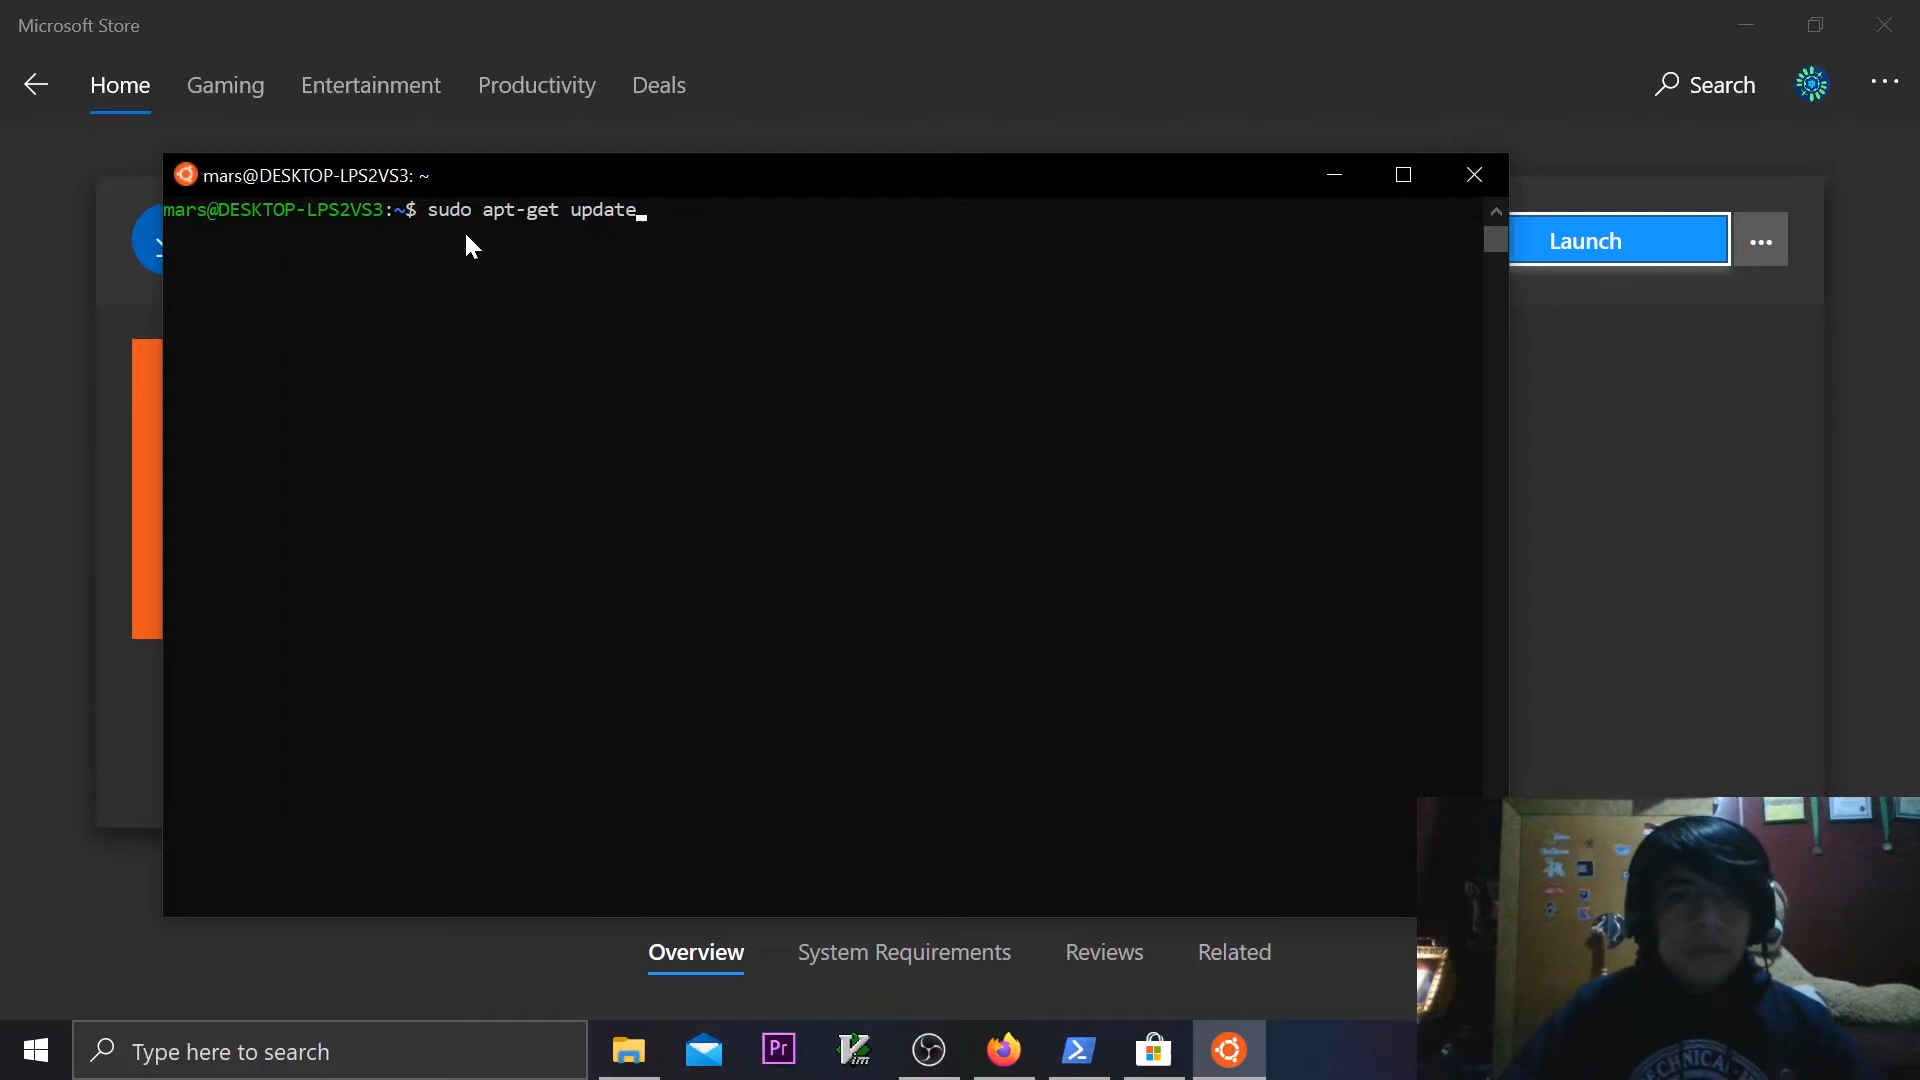 Microsoft Store
Home Gaming Entertainment Productivity Deals Search
mars@DESKTOP-LPS2VS3: ~
mars@DESKTOP-LPS2VS3:~$ sudo apt-get update
Launch
Overview System Requirements Reviews Related
Type here to search
Pr
Vim